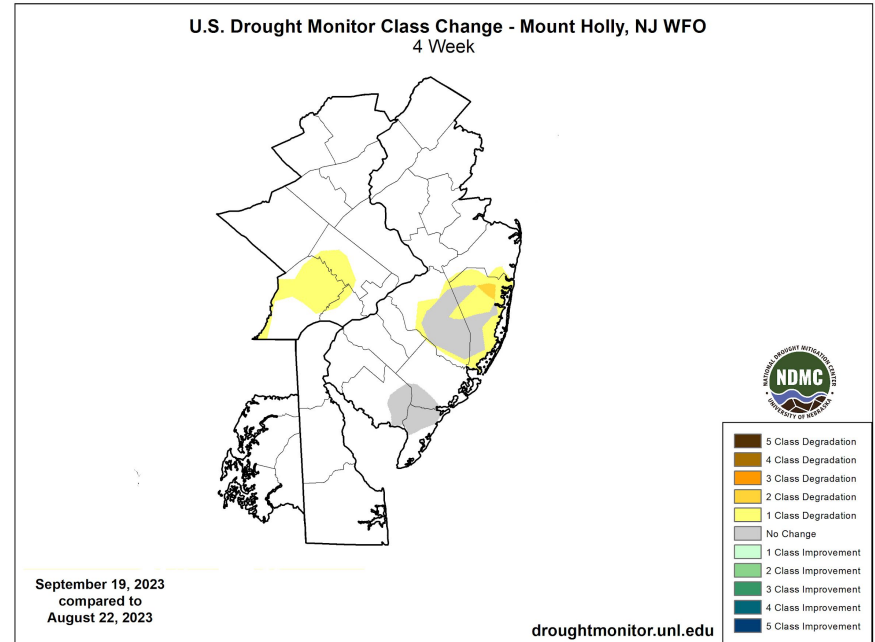 U.S. Drought Monitor Class Change - Mount Holly, NJ WFO
4 Week
NATIONAL DROUGHT MITIGATION CENTER
NDMC
UNIVERSITY OF NEBRASKA
5 Class Degradation
4 Class Degradation
3 Class Degradation
2 Class Degradation
1 Class Degradation
No Change
1 Class Improvement
2 Class Improvement
3 Class Improvement
4 Class Improvement
5 Class Improvement
September 19, 2023
compared to
August 22, 2023
droughtmonitor.unl.edu